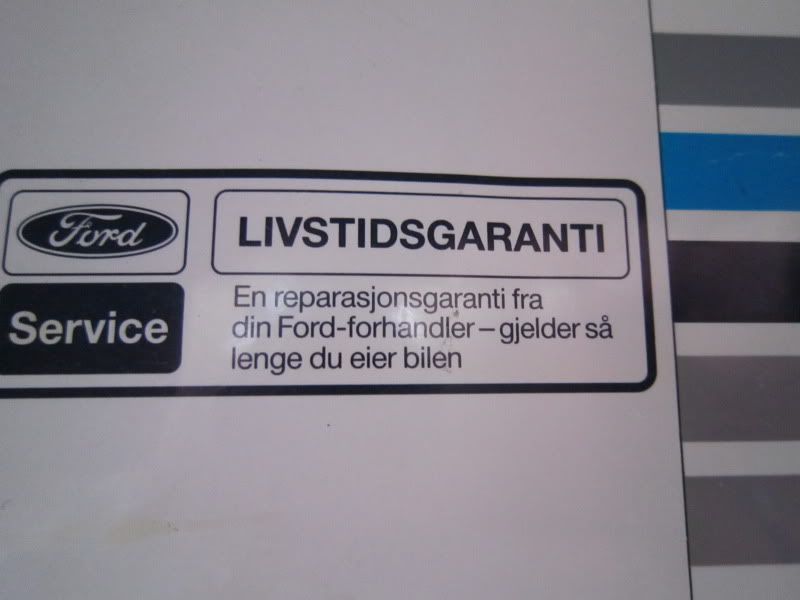 Ford
LIVSTIDSGARANTI
Service
En reparasjonsgaranti fra
din Ford-forhandler – gjelder så
lenge du eier bilen